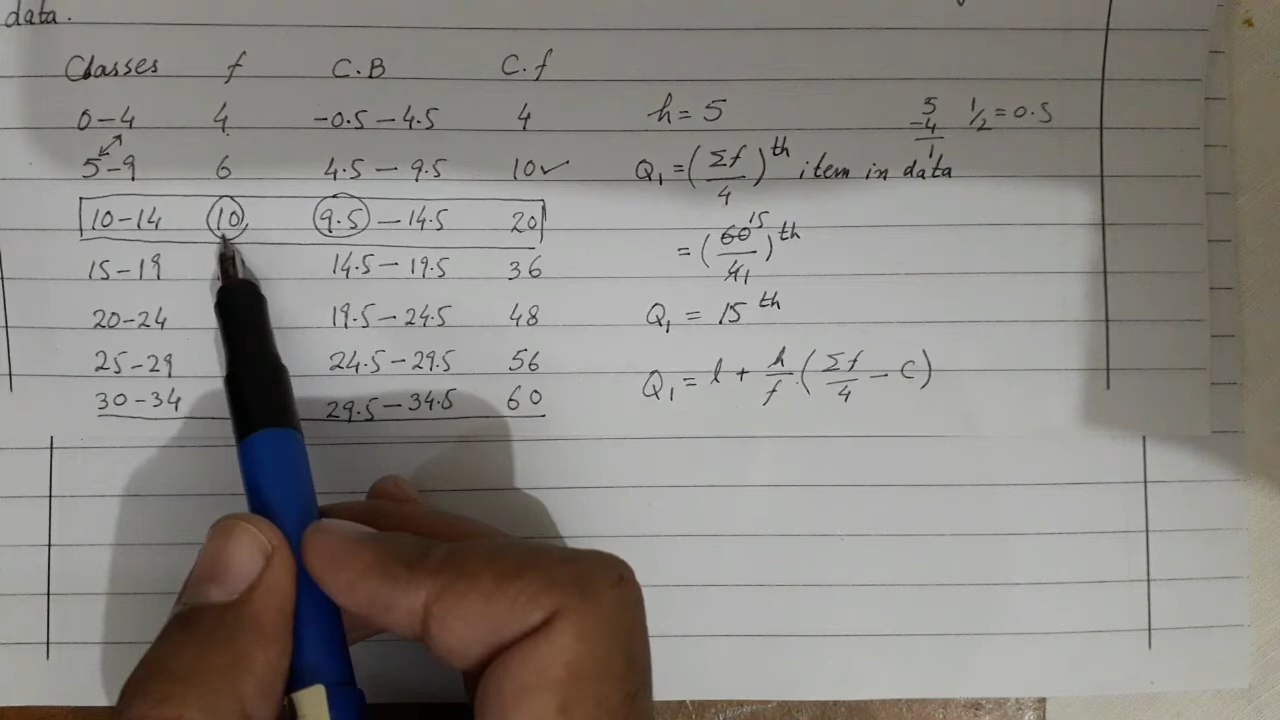 data.
Classes f C.B C.f
0-4 4 -0.5-4.5 4
5-9 6 4.5-9.5 10✓
10-14 10 9.5-14.5 20
15-19 14.5-19.5 36
20-24 19.5-24.5 48
25-29 24.5-29.5 56
30-34 29.5-34.5 60
h=5
Q₁=(Σf/4)th item in data
=(60/4)th 15 1
Q₁ = 15th
Q₁ = l + h/f.(Σf/4 - C)
5
-4
1
1/2=0.5